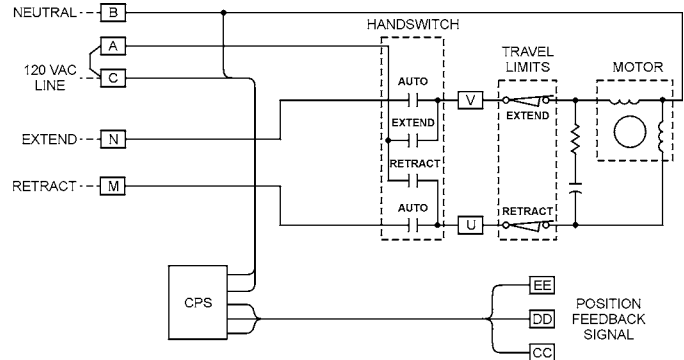 NEUTRAL
B
HANDSWITCH
A
120 VAC
LINE
C
TRAVEL
LIMITS
MOTOR
AUTO
V
EXTEND
EXTEND
EXTEND
N
RETRACT
RETRACT
M
AUTO
U
RETRACT
CPS
EE
DD
CC
POSITION
FEEDBACK
SIGNAL